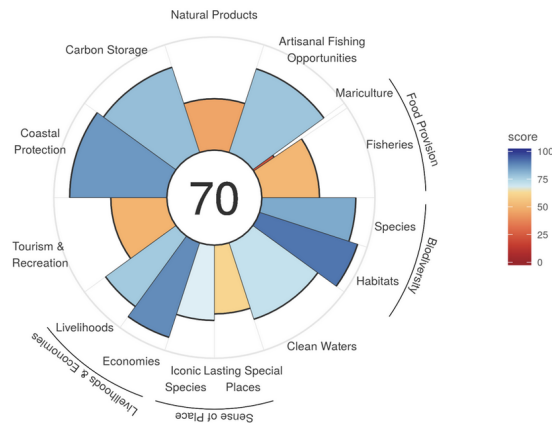 Natural Products
Carbon Storage
Artisanal Fishing
Opportunities
Mariculture
Food Provision
Fisheries
Coastal
Protection
70
Species
Biodiversity
Habitats
Tourism &
Recreation
Clean Waters
Livelihoods
Economies
Livelihoods & Economies
Iconic
Species
Lasting Special
Places
Sense of Place
score
100
75
50
25
0